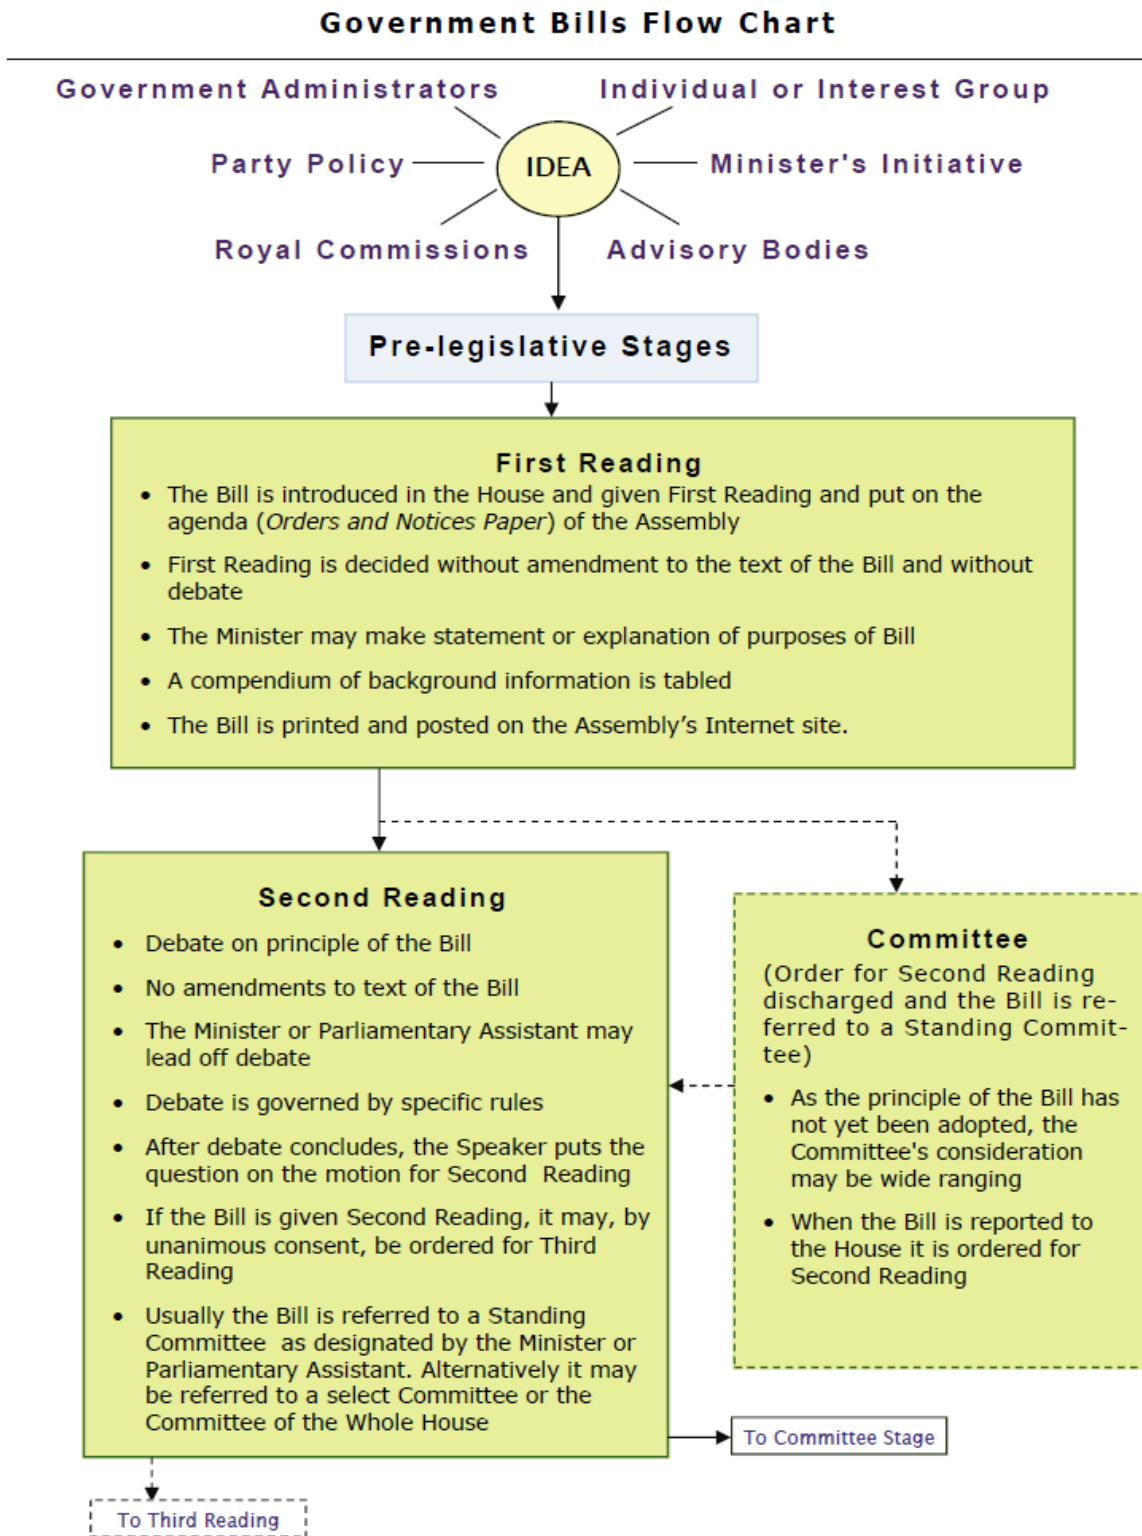 Government Bills Flow Chart
Government Administrators
Individual or Interest Group
Party Policy
IDEA
Minister's Initiative
Royal Commissions
Advisory Bodies
Pre-legislative Stages
First Reading
• The Bill is introduced in the House and given First Reading and put on the
agenda (Orders and Notices Paper) of the Assembly
• First Reading is decided without amendment to the text of the Bill and without
debate
• The Minister may make statement or explanation of purposes of Bill
• A compendium of background information is tabled
• The Bill is printed and posted on the Assembly's Internet site.
Second Reading
• Debate on principle of the Bill
• No amendments to text of the Bill
• The Minister or Parliamentary Assistant may
lead off debate
• Debate is governed by specific rules
• After debate concludes, the Speaker puts the
question on the motion for Second Reading
• If the Bill is given Second Reading, it may, by
unanimous consent, be ordered for Third
Reading
• Usually the Bill is referred to a Standing
Committee as designated by the Minister or
Parliamentary Assistant. Alternatively it may
be referred to a select Committee or the
Committee of the Whole House
Committee
(Order for Second Reading
discharged and the Bill is re-
ferred to a Standing Commit-
tee)
• As the principle of the Bill has
not yet been adopted, the
Committee's consideration
may be wide ranging
• When the Bill is reported to
the House it is ordered for
Second Reading
To Committee Stage
To Third Reading